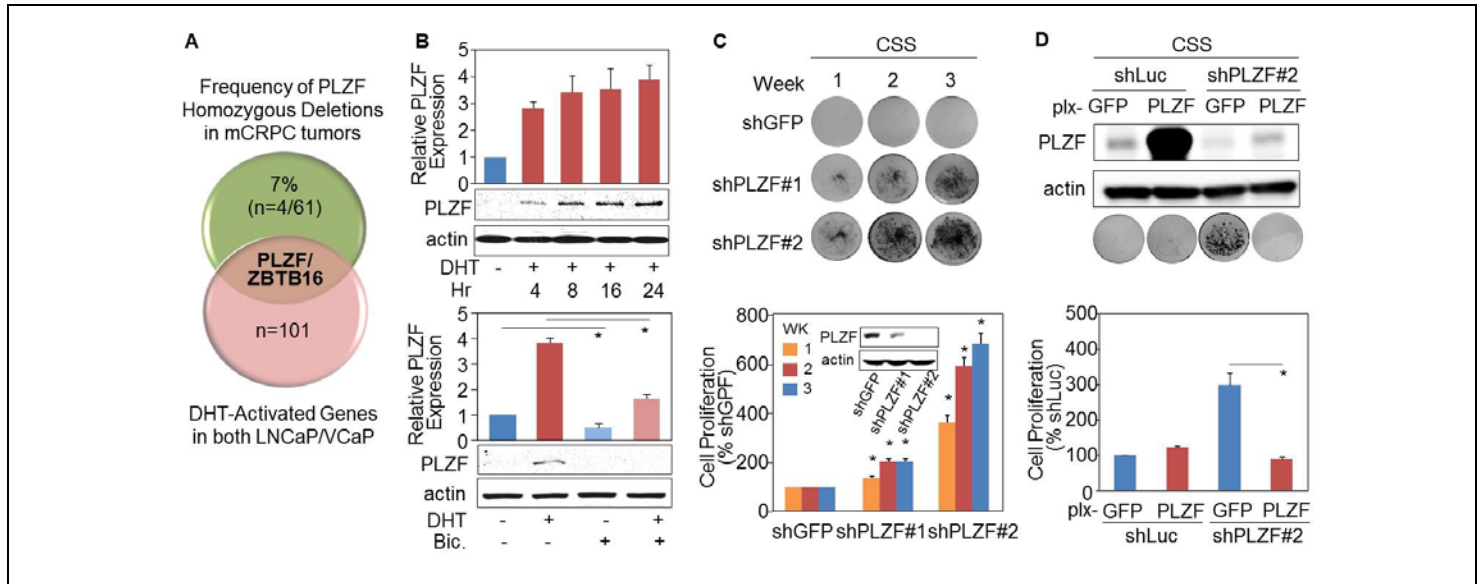 A
Frequency of PLZF
Homozygous Deletions
in mCRPC tumors
7%
(n=4/61)
PLZF/
ZBTB16
n=101
DHT-Activated Genes
in both LNCaP/VCaP
B
Relative PLZF
Expression
5
4
3
2
1
0
PLZF
actin
DHT - + + + +
Hr 4 8 16 24
Relative PLZF
Expression
5
4
3
2
1
0
* *
PLZF
actin
DHT - + - +
Bic. - - + +
C
CSS
Week 1 2 3
shGFP
shPLZF#1
shPLZF#2
Cell Proliferation
(% shGPF)
800
600
400
200
0
WK
1
2
3
PLZF
actin
shGFP
shPLZF#1
shPLZF#2
* * *
* * *
shGFP shPLZF#1 shPLZF#2
D
CSS
shLuc shPLZF#2
plx- GFP PLZF GFP PLZF
PLZF
actin
Cell Proliferation
(% shLuc)
500
400
300
200
100
0
*
plx- GFP PLZF GFP PLZF
shLuc shPLZF#2